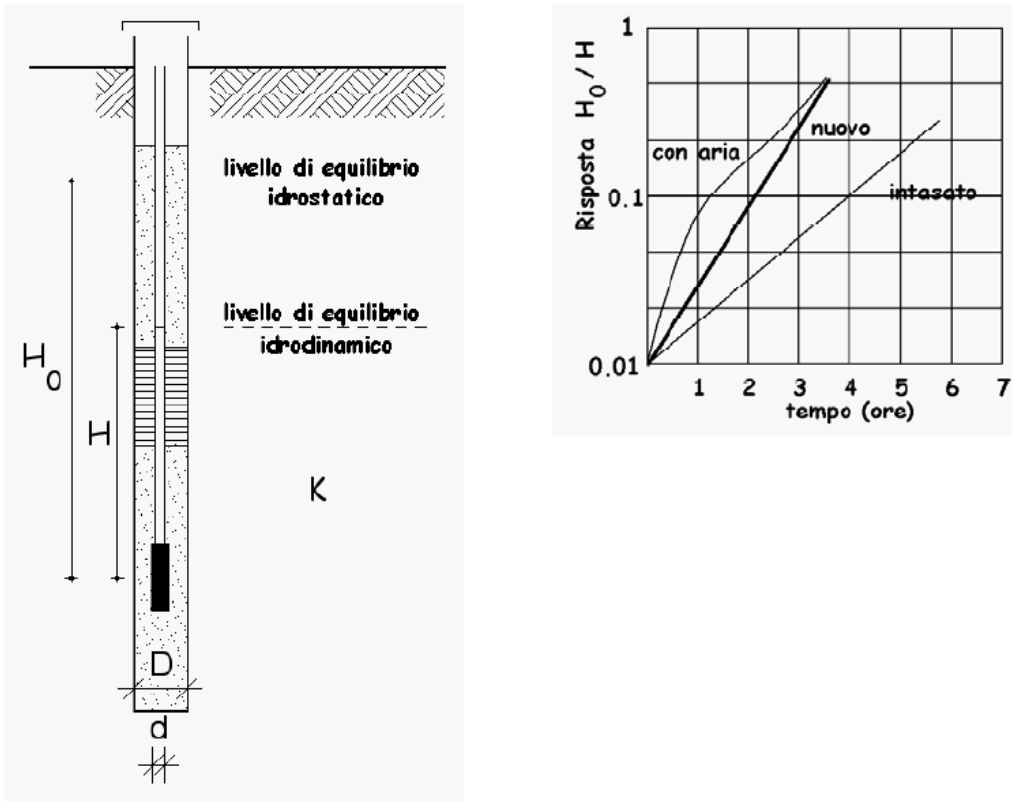 livello di equilibrio
idrostatico
livello di equilibrio
idrodinamico
H0
H
K
D
d
Risposta H0 / H
1
0.1
0.01
con aria
nuovo
intasato
1 2 3 4 5 6 7
tempo (ore)